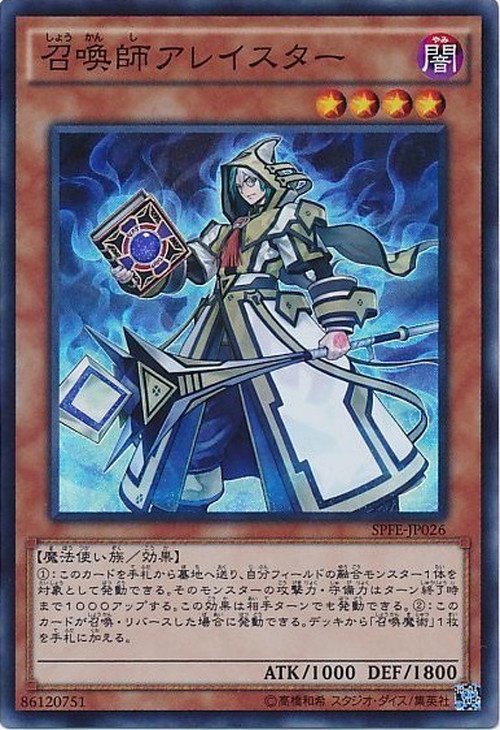 召喚師アレイスター
闇
SPFE-JP026
【魔法使い族/効果】
①:このカードを手札から墓地へ送り、自分フィールドの融合モンスター1体を
対象として発動できる。そのモンスターの攻撃力・守備力はターン終了時
まで1000アップする。この効果は相手ターンでも発動できる。②:この
カードが召喚・リバースした場合に発動できる。デッキから「召喚魔術」1枚
を手札に加える。
ATK/1000 DEF/1800
86120751
©高橋和希 スタジオ・ダイス/集英社